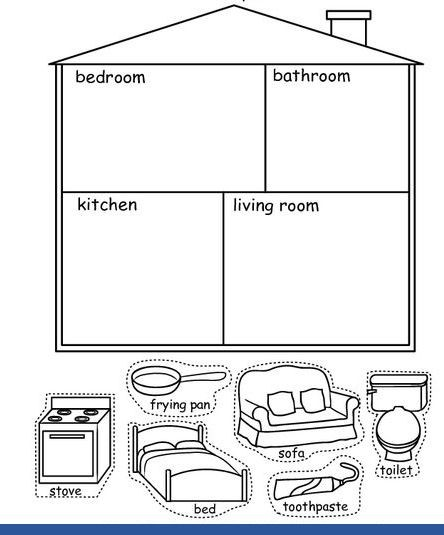 bedroom
bathroom
kitchen
living room
frying pan
sofa
toilet
stove
bed
toothpaste